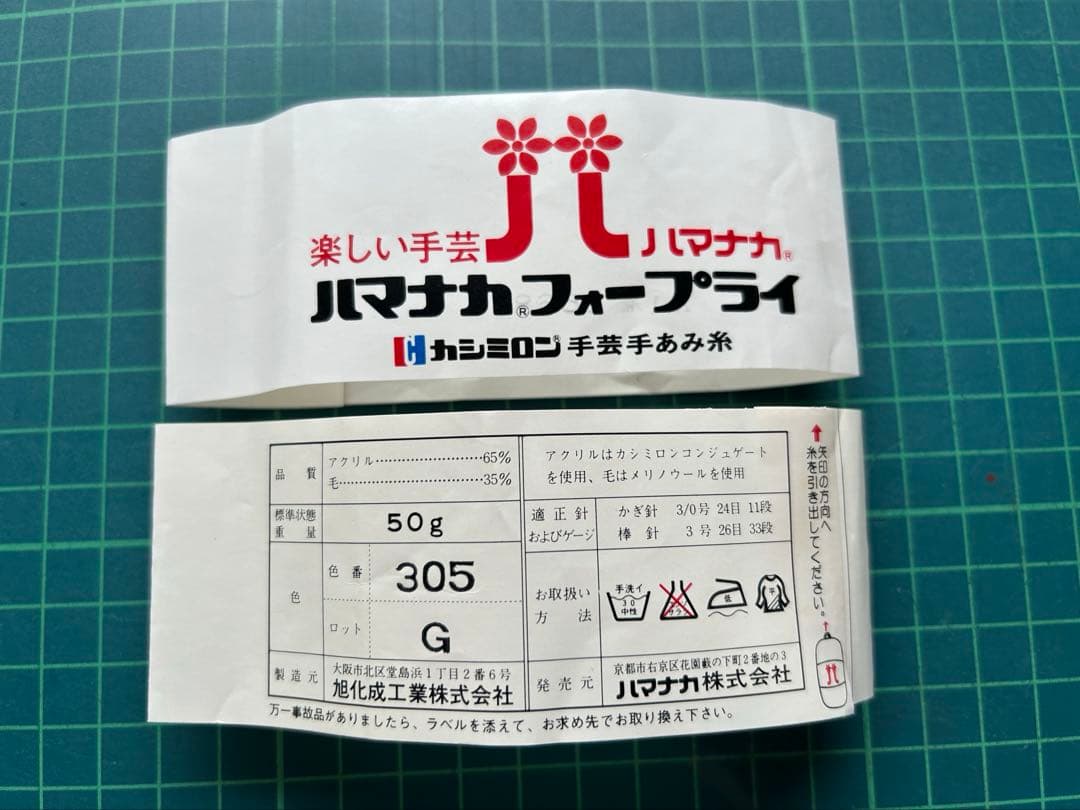 楽しい手芸 ハマナカ®
ハマナカ®フォープライ
カシミロン® 手芸手あみ糸
品質 アクリル……………………65%
毛……………………………35%
アクリルはカシミロンコンジュゲート
を使用、毛はメリノウールを使用
標準状態
重量 50g
適正針
およびゲージ
かぎ針 3/0号 24目 11段
棒針 3号 26目 33段
色 色番 305
ロット G
お取扱い
方法
手洗イ
30
中性
低
平
製造元 大阪市北区堂島浜1丁目2番6号
旭化成工業株式会社
発売元 京都市右京区花園藪の下町2番地の3
ハマナカ株式会社
万一事故品がありましたら、ラベルを添えて、お求め先でお取り換え下さい。
矢印の方向へ
糸を引き出してください。